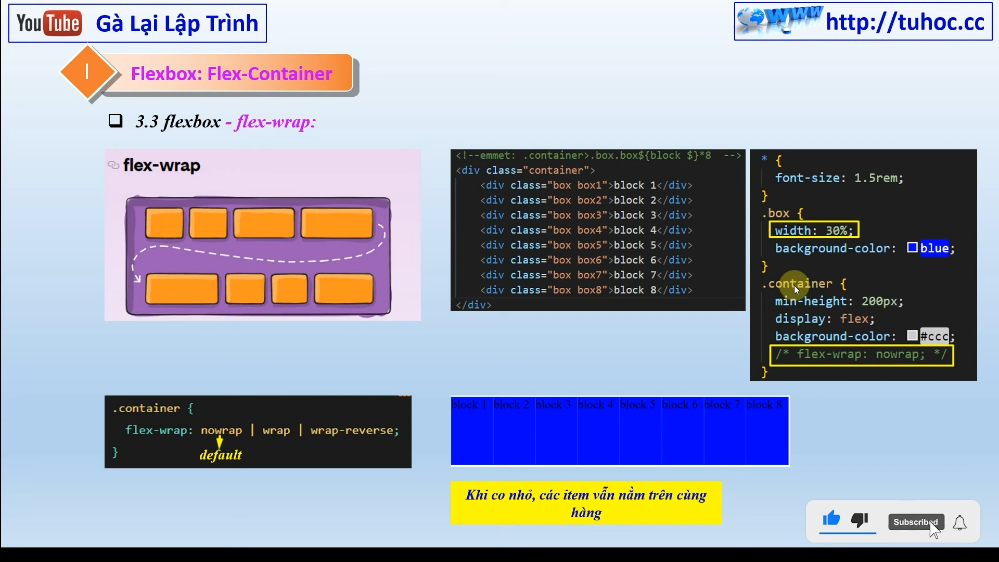 YouTube Gà Lại Lập Trình
WWW http://tuhoc.cc
I
Flexbox: Flex-Container
3.3 flexbox - flex-wrap:
flex-wrap
<!--emmet: .container>.box.box${block $}*8 -->
<div class="container">
<div class="box box1">block 1</div>
<div class="box box2">block 2</div>
<div class="box box3">block 3</div>
<div class="box box4">block 4</div>
<div class="box box5">block 5</div>
<div class="box box6">block 6</div>
<div class="box box7">block 7</div>
<div class="box box8">block 8</div>
</div>
* {
font-size: 1.5rem;
}
.box {
width: 30%;
background-color: blue;
}
.container {
min-height: 200px;
display: flex;
background-color: #ccc;
/* flex-wrap: nowrap; */
}
.container {
flex-wrap: nowrap | wrap | wrap-reverse;
}
default
block 1 block 2 block 3 block 4 block 5 block 6 block 7 block 8
Khi co nhỏ, các item vẫn nằm trên cùng
hàng
Subscribed